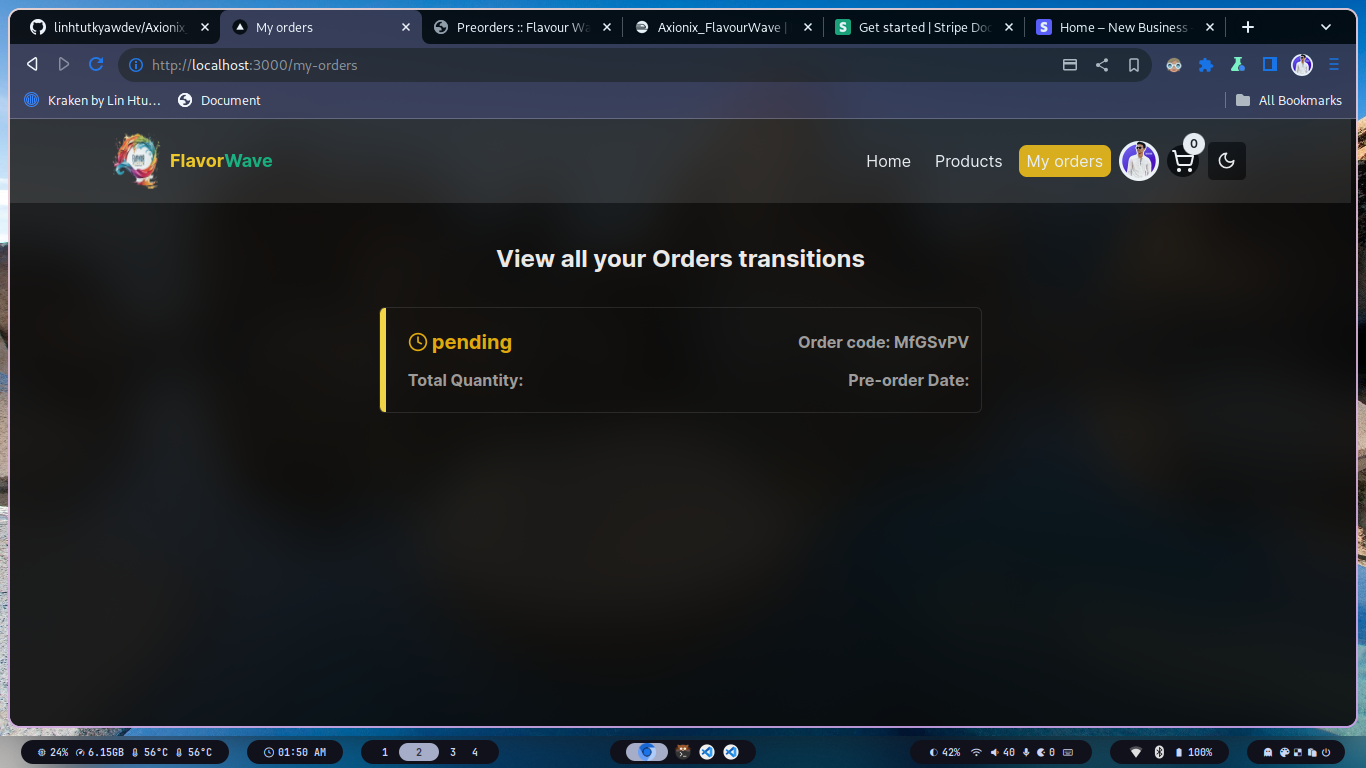 linhtutkyawdev/Axionix_
My orders
Preorders :: Flavour Wa
Axionix_FlavourWave |
Get started | Stripe Doc
Home – New Business
http://localhost:3000/my-orders
Kraken by Lin Htu...
Document
All Bookmarks
FlavorWave
Home
Products
My orders
0
View all your Orders transitions
pending
Order code: MfGSvPV
Total Quantity:
Pre-order Date:
24% 6.15GB 56°C 56°C
01:50 AM
1 2 3 4
42% 40 0
100%